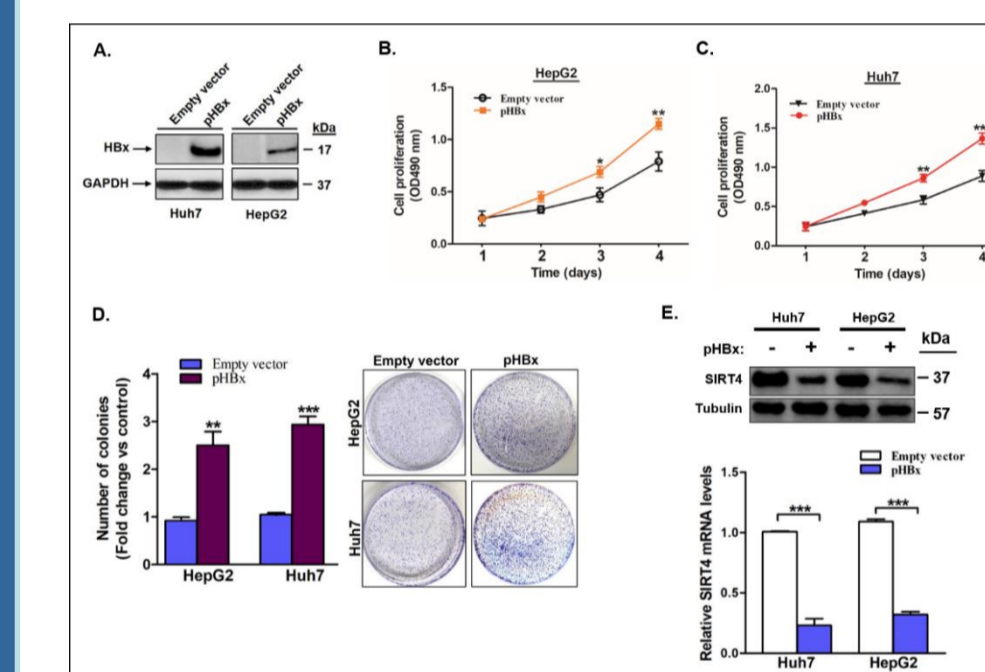 A.
Empty vector
pHBx
Empty vector
pHBx
kDa
HBx
17
GAPDH
37
Huh7
HepG2
B.
HepG2
Empty vector
pHBx
Cell proliferation
(OD490 nm)
1.5
1.0
0.5
0.0
*
**
1
2
3
4
Time (days)
C.
Huh7
Empty vector
pHBx
Cell proliferation
(OD490 nm)
2.0
1.5
1.0
0.5
0.0
**
**
1
2
3
4
Time (days)
D.
Empty vector
pHBx
Number of colonies
(Fold change vs control)
4
3
2
1
0
**
***
HepG2
Huh7
Empty vector
pHBx
HepG2
Huh7
E.
Huh7
HepG2
kDa
pHBx:
- + - +
SIRT4
37
Tubulin
57
Empty vector
pHBx
Relative SIRT4 mRNA levels
1.5
1.0
0.5
0.0
***
***
Huh7
HepG2